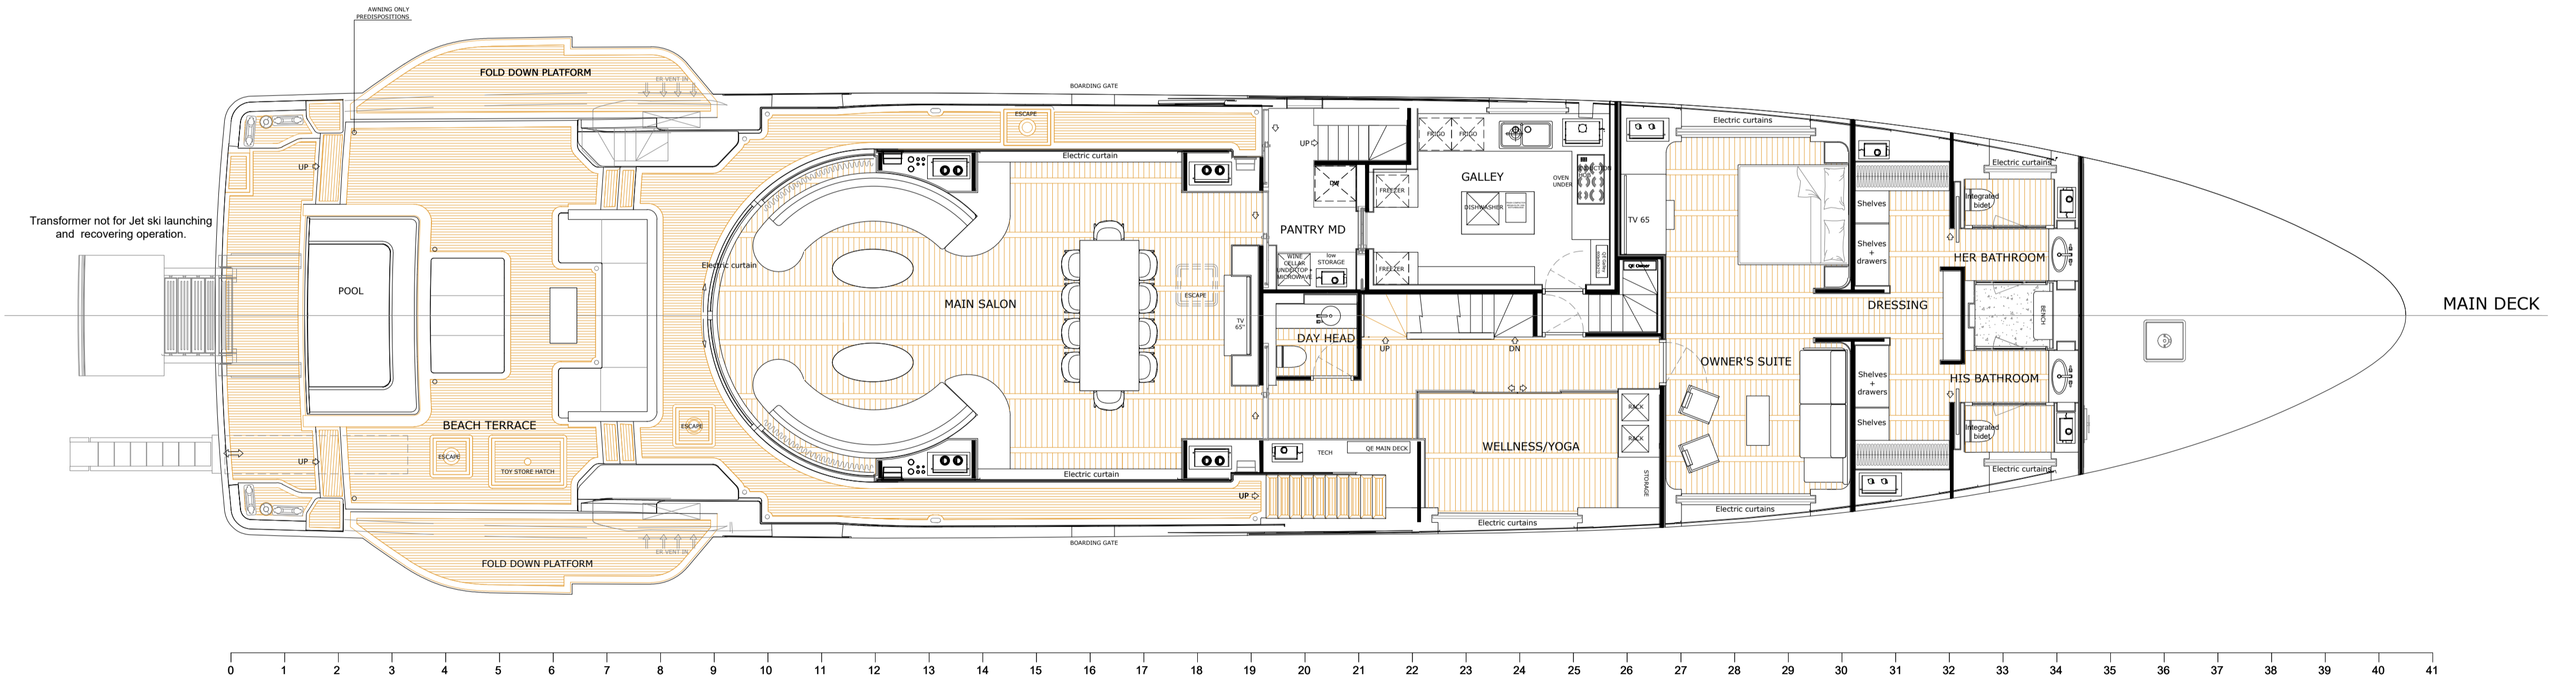 AWNING ONLY
PREDISPOSITIONS
FOLD DOWN PLATFORM
ER VENT IN
BOARDING GATE
ESCAPE
Electric curtains
UP
UP
Electric curtain
FRIGO
FRIGO
Electric curtains
GALLEY
OVEN
UNDER
FREEZER
DW
DISHWASHER
Integrated
bidet
Shelves
Transformer not for Jet ski launching
and recovering operation.
TV 65
PANTRY MD
Shelves
+
drawers
HER BATHROOM
Electric curtain
WINE
CELLAR
UNDERTOP +
MICROWAVE
low
STORAGE
FREEZER
QE Owner
POOL
ESCAPE
MAIN SALON
DRESSING
BENCH
MAIN DECK
TV
65"
DAY HEAD
UP
DN
OWNER'S SUITE
Shelves
+
drawers
HIS BATHROOM
RACK
BEACH TERRACE
ESCAPE
Shelves
Integrated
bidet
RACK
WELLNESS/YOGA
QE MAIN DECK
TECH
ESCAPE
UP
TOY STORE HATCH
Electric curtain
Electric curtains
STORAGE
UP
Electric curtains
Electric curtains
BOARDING GATE
ER VENT IN
FOLD DOWN PLATFORM
0 1 2 3 4 5 6 7 8 9 10 11 12 13 14 15 16 17 18 19 20 21 22 23 24 25 26 27 28 29 30 31 32 33 34 35 36 37 38 39 40 41